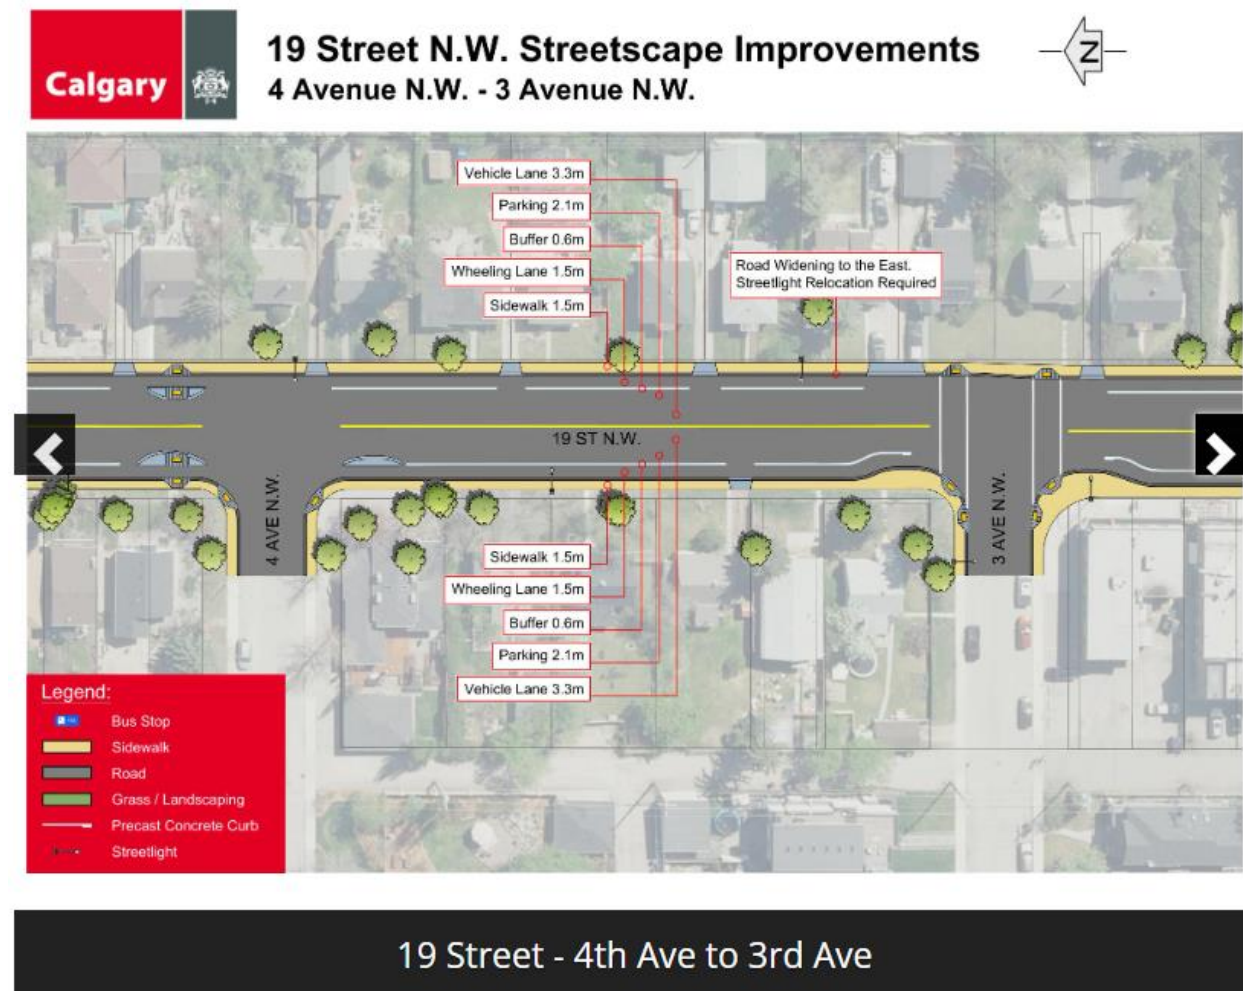 Calgary
19 Street N.W. Streetscape Improvements
4 Avenue N.W. - 3 Avenue N.W.
N
Vehicle Lane 3.3m
Parking 2.1m
Buffer 0.6m
Wheeling Lane 1.5m
Sidewalk 1.5m
Road Widening to the East.
Streetlight Relocation Required
19 ST N.W.
4 AVE N.W.
3 AVE N.W.
Sidewalk 1.5m
Wheeling Lane 1.5m
Buffer 0.6m
Parking 2.1m
Vehicle Lane 3.3m
Legend:
Bus Stop
Sidewalk
Road
Grass / Landscaping
Precast Concrete Curb
Streetlight
19 Street - 4th Ave to 3rd Ave